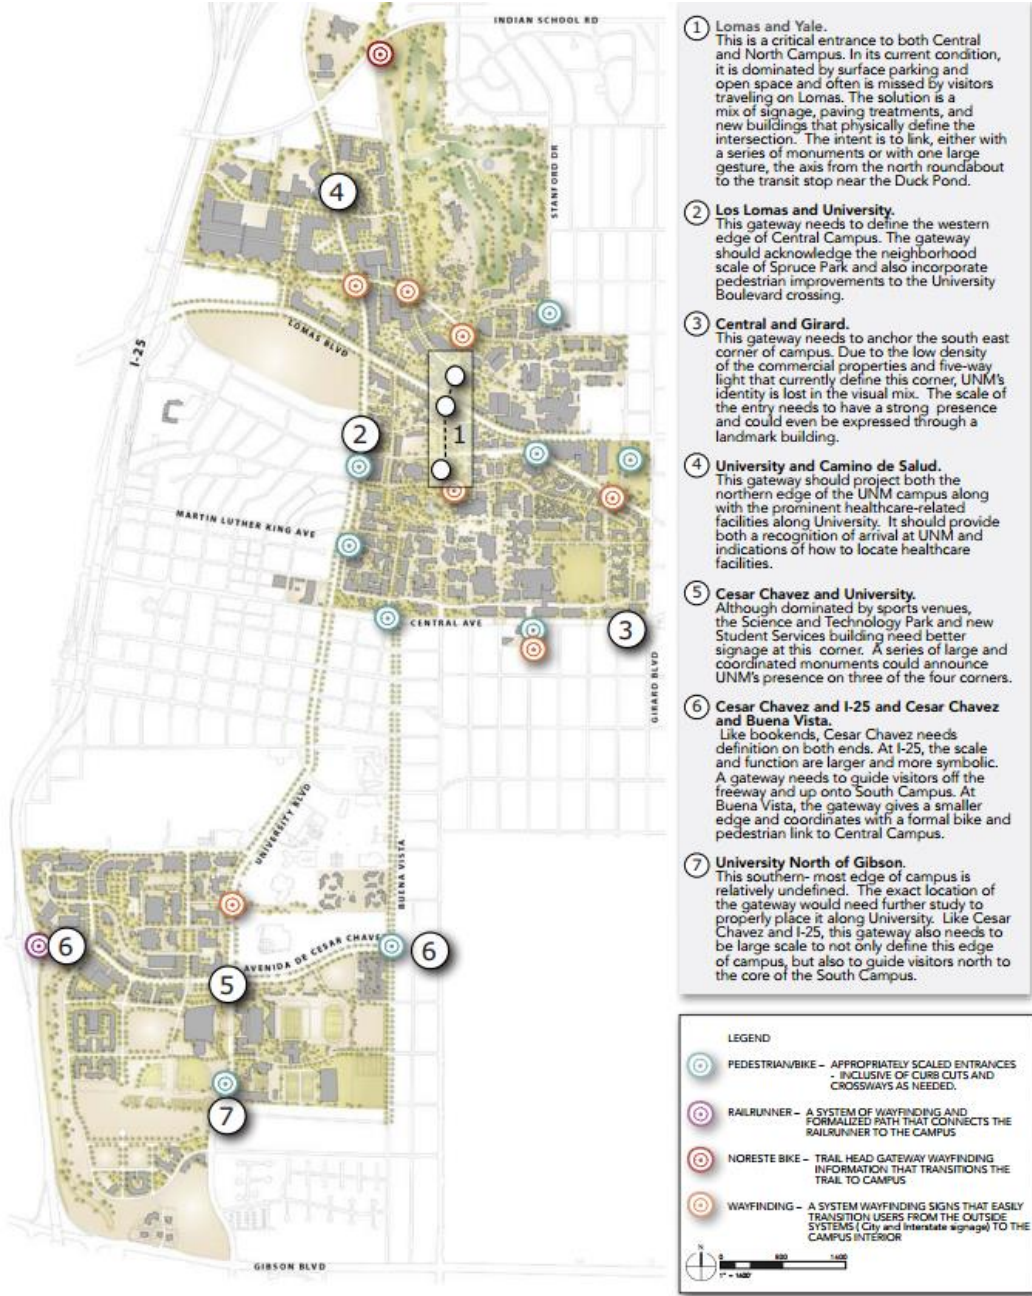 INDIAN SCHOOL RD
STANFORD DR
4
I-25
LOMAS BLVD
1
2
MARTIN LUTHER KING AVE
CENTRAL AVE
3
GIRARD BLVD
UNIVERSITY BLVD
BUENA VISTA
6
AVENIDA DE CESAR CHAVE
6
5
7
GIBSON BLVD
1 Lomas and Yale.
This is a critical entrance to both Central
and North Campus. In its current condition,
it is dominated by surface parking and
open space and often is missed by visitors
traveling on Lomas. The solution is a
mix of signage, paving treatments, and
new buildings that physically define the
intersection. The intent is to link, either with
a series of monuments or with one large
gesture, the axis from the north roundabout
to the transit stop near the Duck Pond.
2 Los Lomas and University.
This gateway needs to define the western
edge of Central Campus. The gateway
should acknowledge the neighborhood
scale of Spruce Park and also incorporate
pedestrian improvements to the University
Boulevard crossing.
3 Central and Girard.
This gateway needs to anchor the south east
corner of campus. Due to the low density
of the commercial properties and five-way
light that currently define this corner, UNM's
identity is lost in the visual mix. The scale of
the entry needs to have a strong presence
and could even be expressed through a
landmark building.
4 University and Camino de Salud.
This gateway should project both the
northern edge of the UNM campus along
with the prominent healthcare-related
facilities along University. It should provide
both a recognition of arrival at UNM and
indications of how to locate healthcare
facilities.
5 Cesar Chavez and University.
Although dominated by sports venues,
the Science and Technology Park and new
Student Services building need better
signage at this corner. A series of large and
coordinated monuments could announce
UNM's presence on three of the four corners.
6 Cesar Chavez and I-25 and Cesar Chavez
and Buena Vista.
Like bookends, Cesar Chavez needs
definition on both ends. At I-25, the scale
and function are larger and more symbolic.
A gateway needs to guide visitors off the
freeway and up onto South Campus. At
Buena Vista, the gateway gives a smaller
edge and coordinates with a formal bike and
pedestrian link to Central Campus.
7 University North of Gibson.
This southern- most edge of campus is
relatively undefined. The exact location of
the gateway would need further study to
properly place it along University. Like Cesar
Chavez and I-25, this gateway also needs to
be large scale to not only define this edge
of campus, but also to guide visitors north to
the core of the South Campus.
LEGEND
PEDESTRIAN/BIKE – APPROPRIATELY SCALED ENTRANCES
- INCLUSIVE OF CURB CUTS AND
CROSSWAYS AS NEEDED.
RAILRUNNER – A SYSTEM OF WAYFINDING AND
FORMALIZED PATH THAT CONNECTS THE
RAILRUNNER TO THE CAMPUS
NORESTE BIKE – TRAIL HEAD GATEWAY WAYFINDING
INFORMATION THAT TRANSITIONS THE
TRAIL TO CAMPUS
WAYFINDING – A SYSTEM WAYFINDING SIGNS THAT EASILY
TRANSITION USERS FROM THE OUTSIDE
SYSTEMS ( City and Interstate signage) TO THE
CAMPUS INTERIOR
N
0 800 1600
1" = 1600'